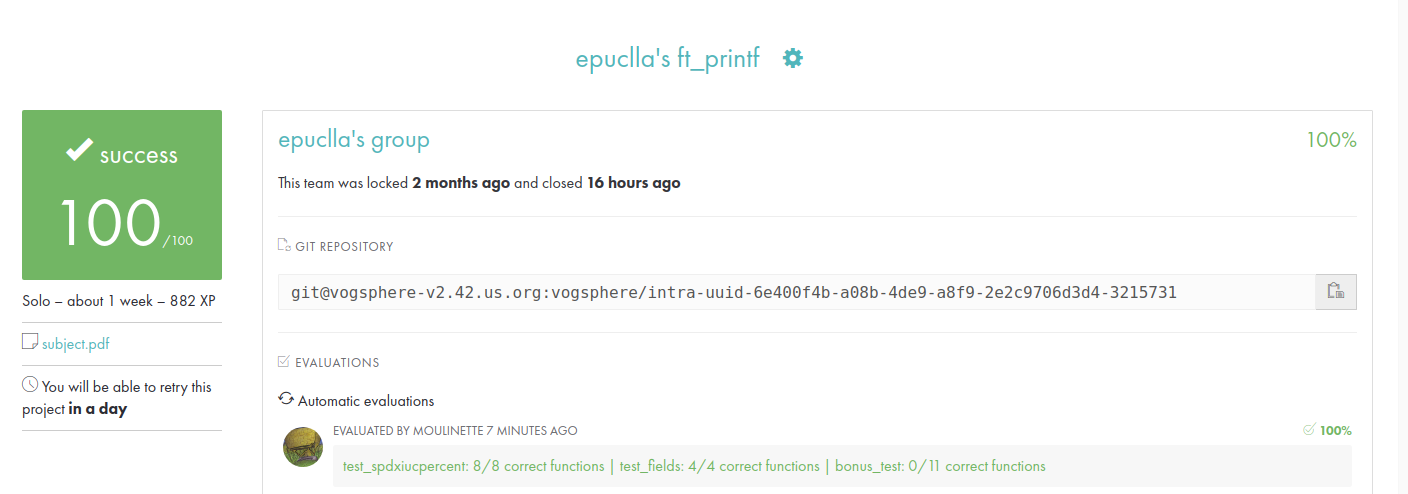 epuclla's ft_printf
success
100/100
Solo – about 1 week – 882 XP
subject.pdf
You will be able to retry this
project in a day
epuclla's group
100%
This team was locked 2 months ago and closed 16 hours ago
GIT REPOSITORY
git@vogsphere-v2.42.us.org:vogsphere/intra-uuid-6e400f4b-a08b-4de9-a8f9-2e2c9706d3d4-3215731
EVALUATIONS
Automatic evaluations
EVALUATED BY MOULINETTE 7 MINUTES AGO
100%
test_spdxiucpercent: 8/8 correct functions | test_fields: 4/4 correct functions | bonus_test: 0/11 correct functions